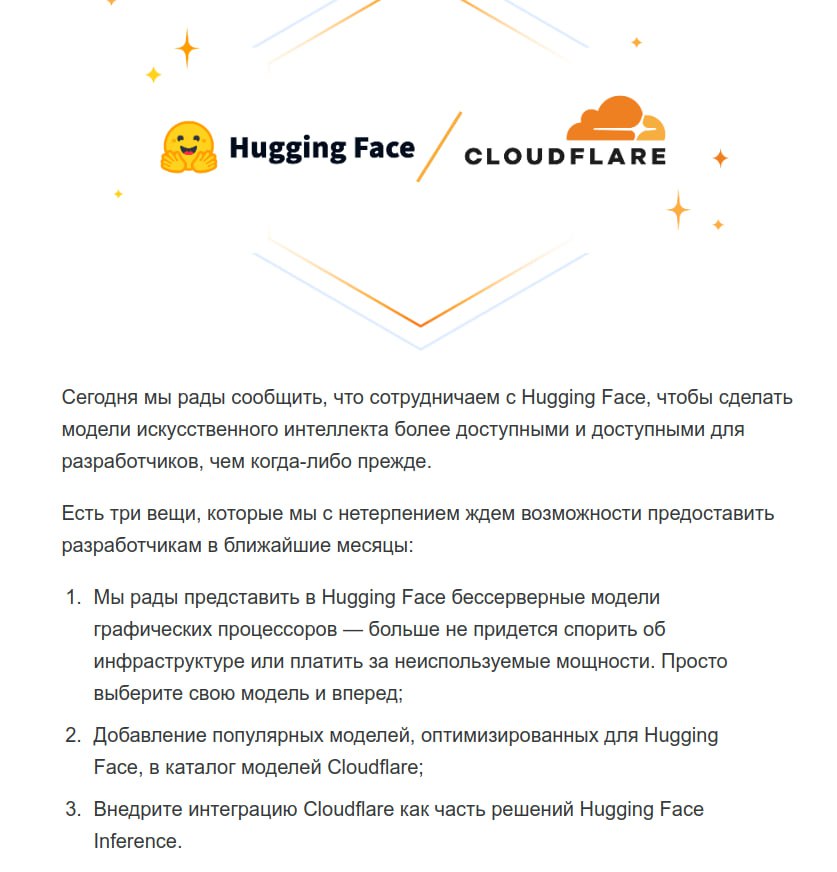 Hugging Face
CLOUDFLARE
Сегодня мы рады сообщить, что сотрудничаем с Hugging Face, чтобы сделать
модели искусственного интеллекта более доступными и доступными для
разработчиков, чем когда-либо прежде.
Есть три вещи, которые мы с нетерпением ждем возможности предоставить
разработчикам в ближайшие месяцы:
1. Мы рады представить в Hugging Face бессерверные модели
графических процессоров — больше не придется спорить об
инфраструктуре или платить за неиспользуемые мощности. Просто
выберите свою модель и вперед;
2. Добавление популярных моделей, оптимизированных для Hugging
Face, в каталог моделей Cloudflare;
3. Внедрите интеграцию Cloudflare как часть решений Hugging Face
Inference.